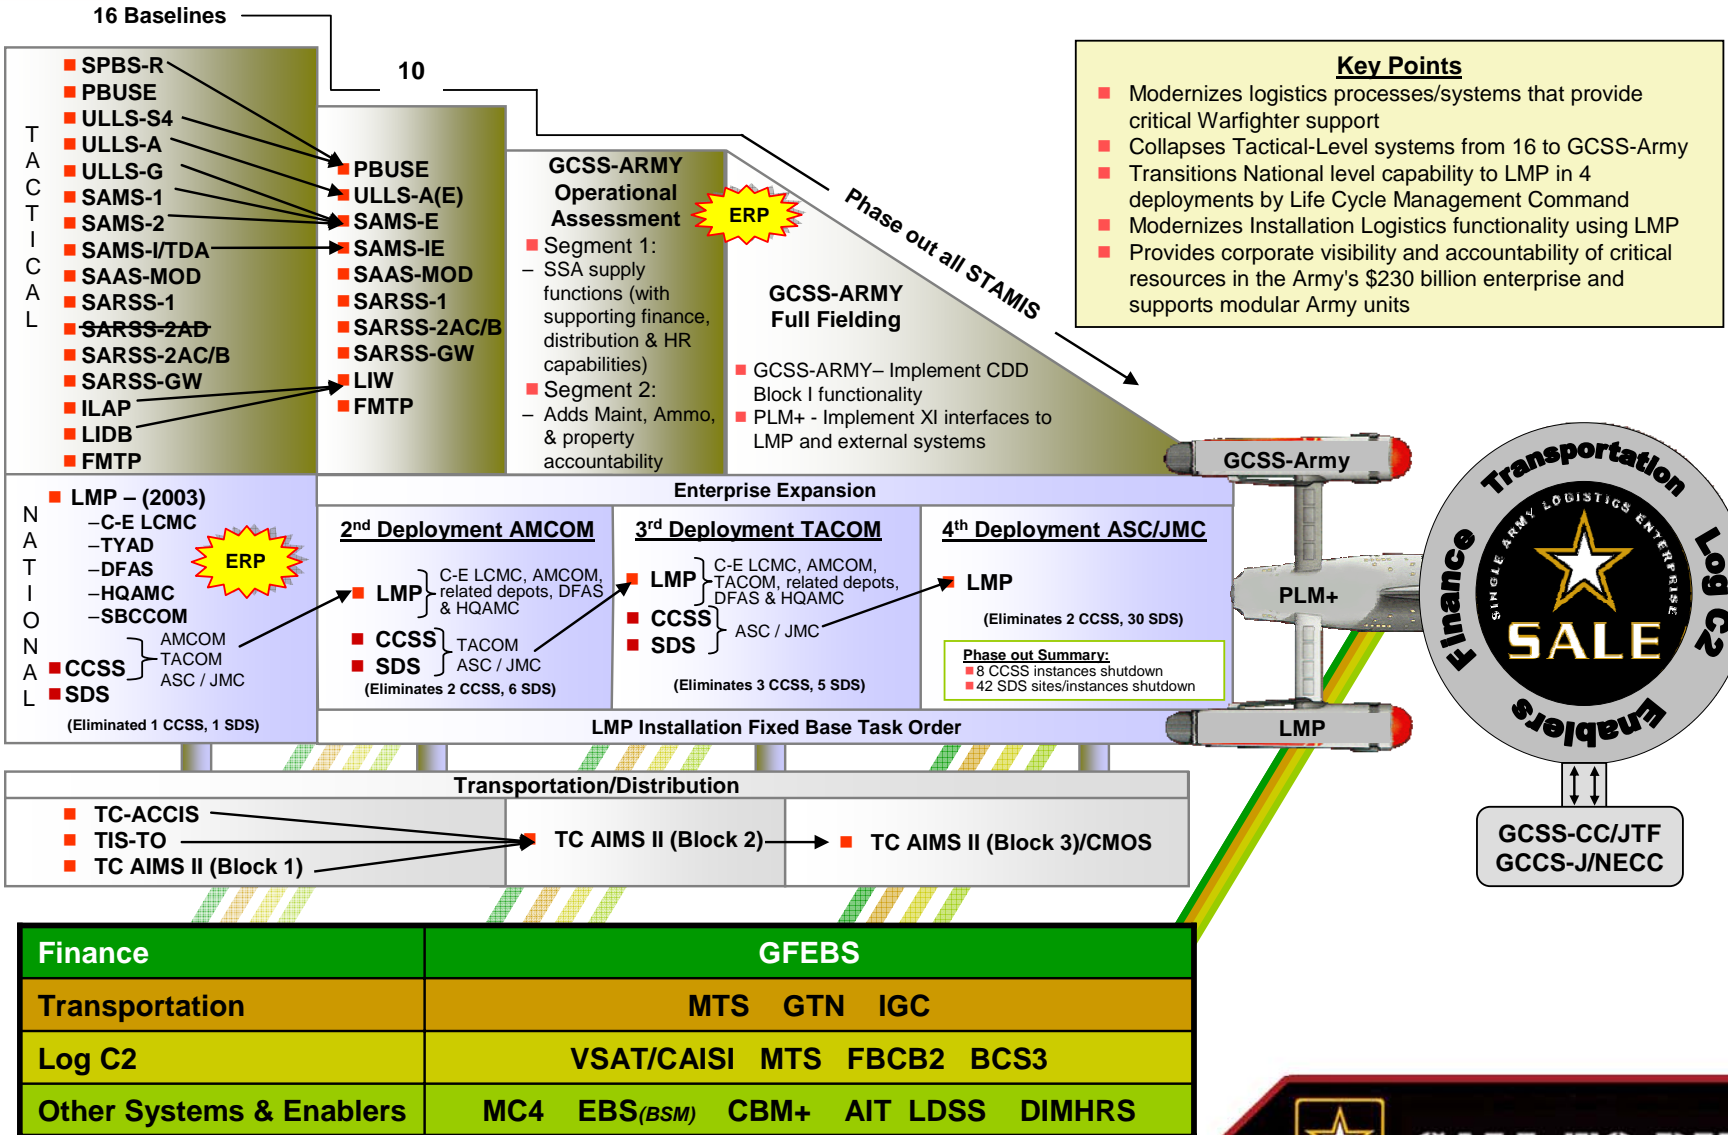 16 Baselines
10
TACTICAL
SPBS-R
PBUSE
ULLS-S4
ULLS-A
ULLS-G
SAMS-1
SAMS-2
SAMS-I/TDA
SAAS-MOD
SARSS-1
SARSS-2AD
SARSS-2AC/B
SARSS-GW
ILAP
LIDB
FMTP
PBUSE
ULLS-A(E)
SAMS-E
SAMS-IE
SAAS-MOD
SARSS-1
SARSS-2AC/B
SARSS-GW
LIW
FMTP
GCSS-ARMY
Operational
Assessment
Segment 1:
– SSA supply
functions (with
supporting finance,
distribution & HR
capabilities)
Segment 2:
– Adds Maint, Ammo,
& property
accountability
ERP
Phase out all STAMIS
GCSS-ARMY
Full Fielding
GCSS-ARMY– Implement CDD
Block I functionality
PLM+ - Implement XI interfaces to
LMP and external systems
Key Points
Modernizes logistics processes/systems that provide
critical Warfighter support
Collapses Tactical-Level systems from 16 to GCSS-Army
Transitions National level capability to LMP in 4
deployments by Life Cycle Management Command
Modernizes Installation Logistics functionality using LMP
Provides corporate visibility and accountability of critical
resources in the Army's $230 billion enterprise and
supports modular Army units
NATIONAL
LMP – (2003)
–C-E LCMC
–TYAD
–DFAS
–HQAMC
–SBCCOM
ERP
CCSS
SDS
AMCOM
TACOM
ASC / JMC
(Eliminated 1 CCSS, 1 SDS)
Enterprise Expansion
2nd Deployment AMCOM
LMP
C-E LCMC, AMCOM,
related depots, DFAS
& HQAMC
CCSS
SDS
TACOM
ASC / JMC
(Eliminates 2 CCSS, 6 SDS)
3rd Deployment TACOM
LMP
C-E LCMC, AMCOM,
TACOM, related depots,
DFAS & HQAMC
CCSS
SDS
ASC / JMC
(Eliminates 3 CCSS, 5 SDS)
4th Deployment ASC/JMC
LMP
(Eliminates 2 CCSS, 30 SDS)
Phase out Summary:
8 CCSS instances shutdown
42 SDS sites/instances shutdown
LMP Installation Fixed Base Task Order
GCSS-Army
PLM+
LMP
Transportation
Log C2
Enablers
Finance
SINGLE ARMY LOGISTICS ENTERPRISE
SALE
GCSS-CC/JTF
GCCS-J/NECC
Transportation/Distribution
TC-ACCIS
TIS-TO
TC AIMS II (Block 1)
TC AIMS II (Block 2)
TC AIMS II (Block 3)/CMOS
Finance GFEBS
Transportation MTS GTN IGC
Log C2 VSAT/CAISI MTS FBCB2 BCS3
Other Systems & Enablers MC4 EBS(BSM) CBM+ AIT LDSS DIMHRS